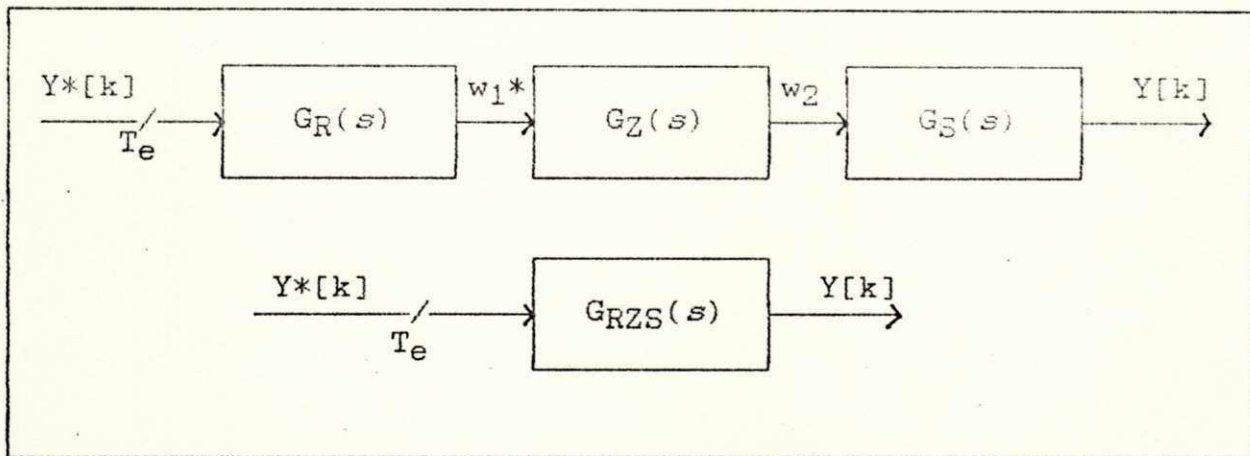 Y*[k]
T_e
G_R(s)
w_1*
G_Z(s)
w_2
G_S(s)
Y[k]
Y*[k]
T_e
G_RZS(s)
Y[k]